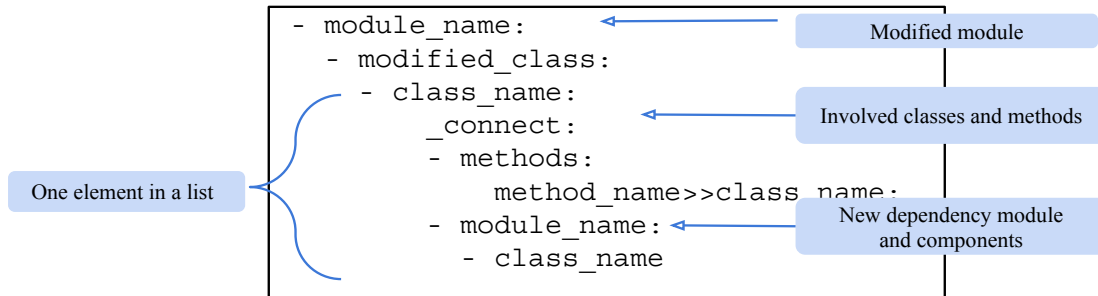 - module_name:
Modified module
- modified_class:
- class_name:
_connect:
Involved classes and methods
- methods:
One element in a list
method_name>>class_name:
- module_name:
New dependency module
and components
- class_name